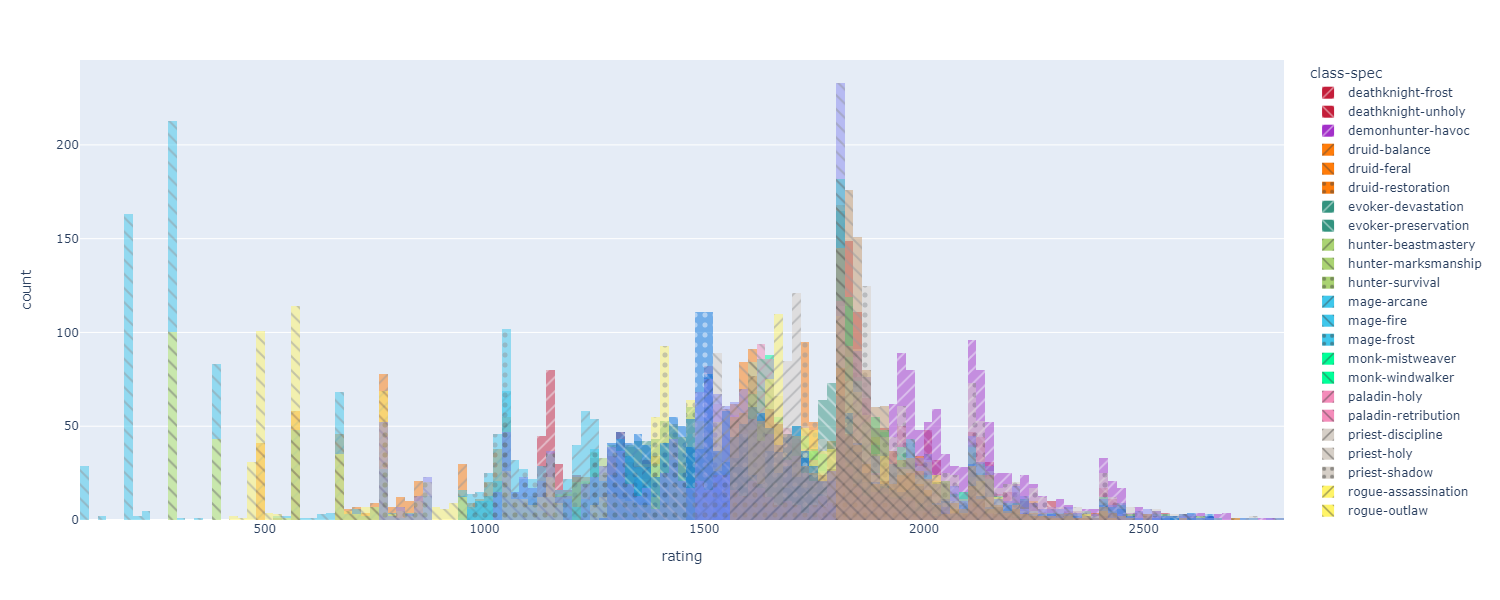 class-spec
deathknight-frost
deathknight-unholy
demonhunter-havoc
druid-balance
druid-feral
druid-restoration
evoker-devastation
evoker-preservation
hunter-beastmastery
hunter-marksmanship
hunter-survival
mage-arcane
mage-fire
mage-frost
monk-mistweaver
monk-windwalker
paladin-holy
paladin-retribution
priest-discipline
priest-holy
priest-shadow
rogue-assassination
rogue-outlaw
200
150
100
50
0
count
500 1000 1500 2000 2500
rating